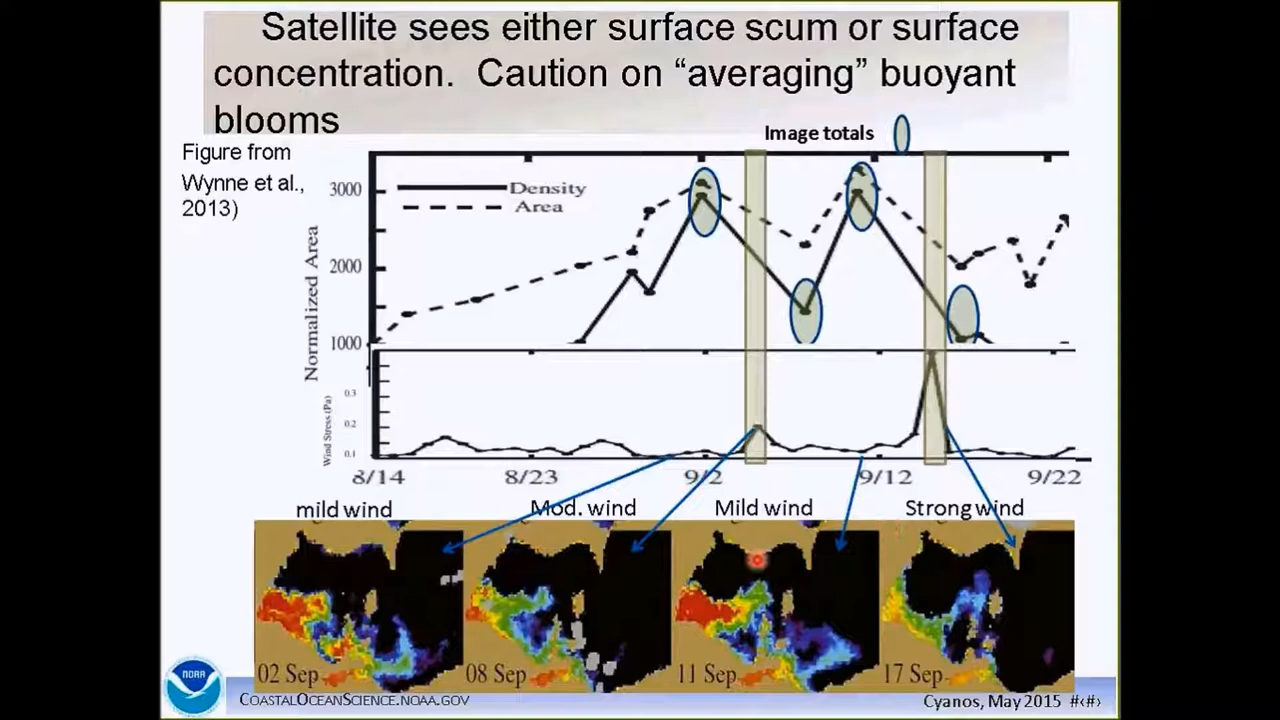 Satellite sees either surface scum or surface
concentration. Caution on “averaging” buoyant
blooms
Image totals
Figure from
Wynne et al.,
2013)
Density
Area
3000
2000
1000
Normalized Area
0.3
0.2
0.1
Wind Stress (Pa)
8/14 8/23 9/2 9/12 9/22
mild wind Mod. wind Mild wind Strong wind
02 Sep 08 Sep 11 Sep 17 Sep
NOAA
COASTALOCEANSCIENCE.NOAA.GOV
Cyanos, May 2015 #‹#›